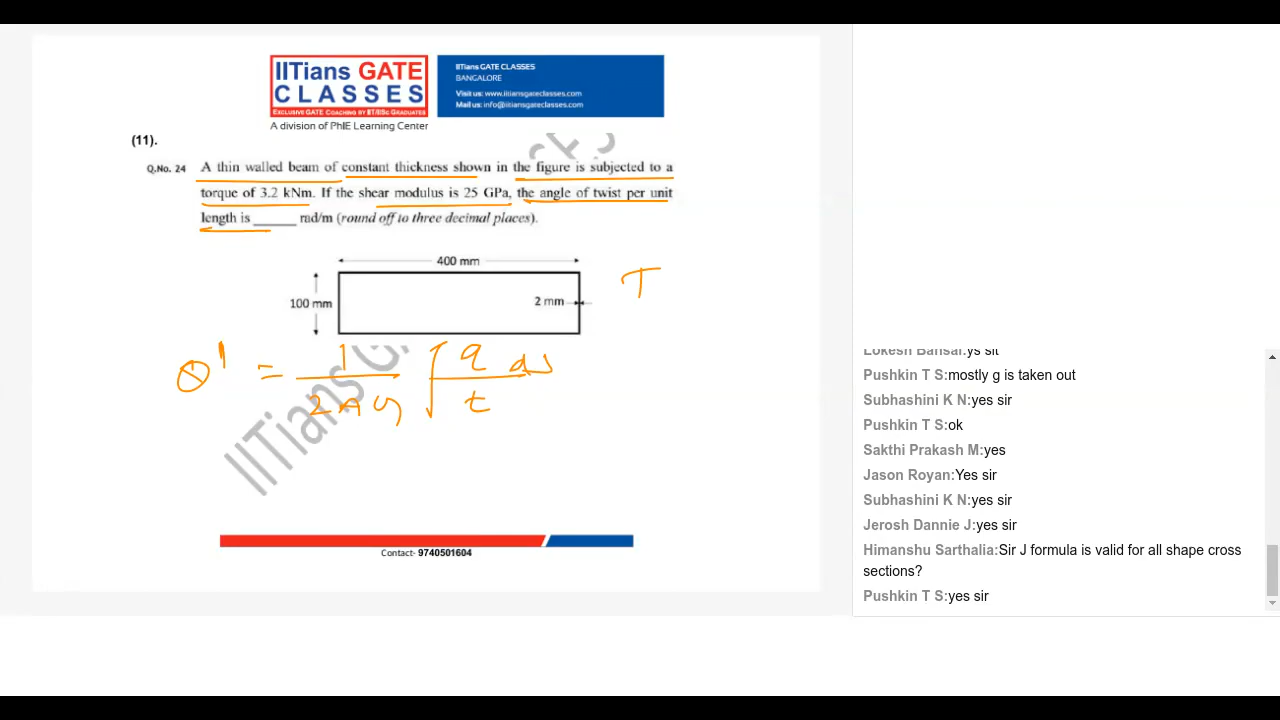 IITians GATE
CLASSES
EXCLUSIVE GATE COACHING BY IIT/IISc GRADUATES
A division of PhIE Learning Center
IITians GATE CLASSES
BANGALORE
Visit us: www.iitiansgateclasses.com
Mail us: info@iitiansgateclasses.com
(11).
Q.No. 24 A thin walled beam of constant thickness shown in the figure is subjected to a
torque of 3.2 kNm. If the shear modulus is 25 GPa, the angle of twist per unit
length is ______ rad/m (round off to three decimal places).
400 mm
100 mm
2 mm
T
θ' = 1/2AG ∫ q/t ds
IITians G
ES
Contact- 9740501604
Lokesh Bansal:ys sit
Pushkin T S:mostly g is taken out
Subhashini K N:yes sir
Pushkin T S:ok
Sakthi Prakash M:yes
Jason Royan:Yes sir
Subhashini K N:yes sir
Jerosh Dannie J:yes sir
Himanshu Sarthalia:Sir J formula is valid for all shape cross
sections?
Pushkin T S:yes sir